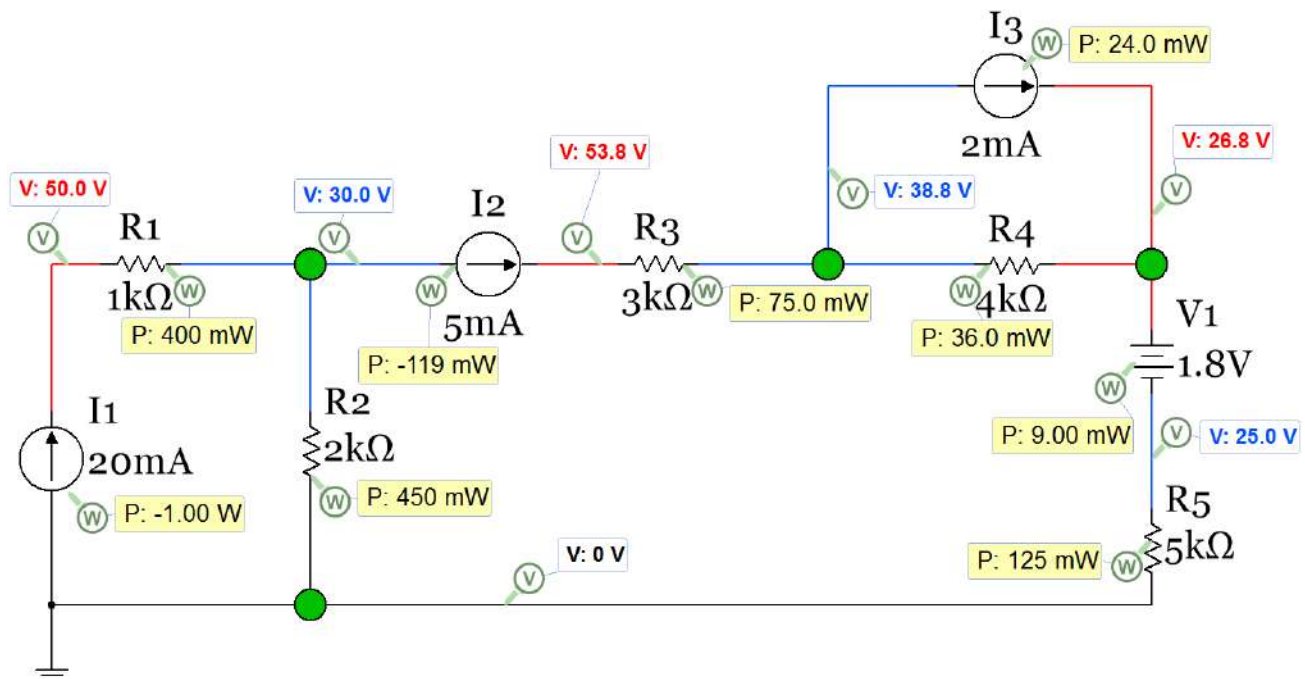 I3
W P: 24.0 mW
2mA
V: 50.0 V
V: 30.0 V
V: 53.8 V
V: 38.8 V
V: 26.8 V
V
V
V
V
V
R1
1kΩ
W
P: 400 mW
I2
5mA
W
P: -119 mW
R3
3kΩ
W
P: 75.0 mW
R4
4kΩ
W
P: 36.0 mW
V1
1.8V
W
P: 9.00 mW
V V: 25.0 V
I1
20mA
W P: -1.00 W
R2
2kΩ
W P: 450 mW
V: 0 V
V
R5
5kΩ
P: 125 mW W